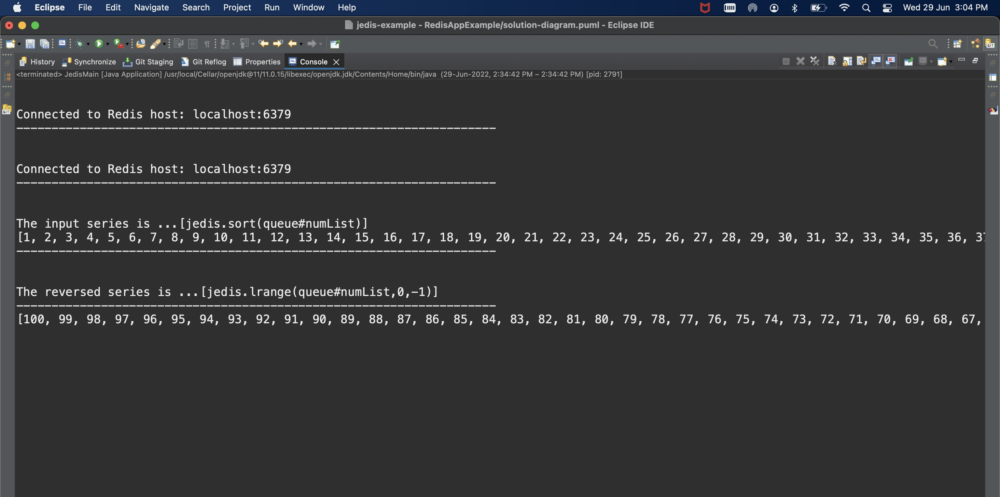 Eclipse File Edit Navigate Search Project Run Window Help Wed 29 Jun 3:04 PM
jedis-example - RedisAppExample/solution-diagram.puml - Eclipse IDE
GIT
History Synchronize Git Staging Git Reflog Properties Console
<terminated> JedisMain [Java Application] /usr/local/Cellar/openjdk@11/11.0.15/libexec/openjdk.jdk/Contents/Home/bin/java (29-Jun-2022, 2:34:42 PM – 2:34:42 PM) [pid: 2791]
GIT
Connected to Redis host: localhost:6379
--------------------------------------------------------------------
Connected to Redis host: localhost:6379
--------------------------------------------------------------------
The input series is ...[jedis.sort(queue#numList)]
[1, 2, 3, 4, 5, 6, 7, 8, 9, 10, 11, 12, 13, 14, 15, 16, 17, 18, 19, 20, 21, 22, 23, 24, 25, 26, 27, 28, 29, 30, 31, 32, 33, 34, 35, 36, 37
--------------------------------------------------------------------
The reversed series is ...[jedis.lrange(queue#numList,0,-1)]
--------------------------------------------------------------------
[100, 99, 98, 97, 96, 95, 94, 93, 92, 91, 90, 89, 88, 87, 86, 85, 84, 83, 82, 81, 80, 79, 78, 77, 76, 75, 74, 73, 72, 71, 70, 69, 68, 67,